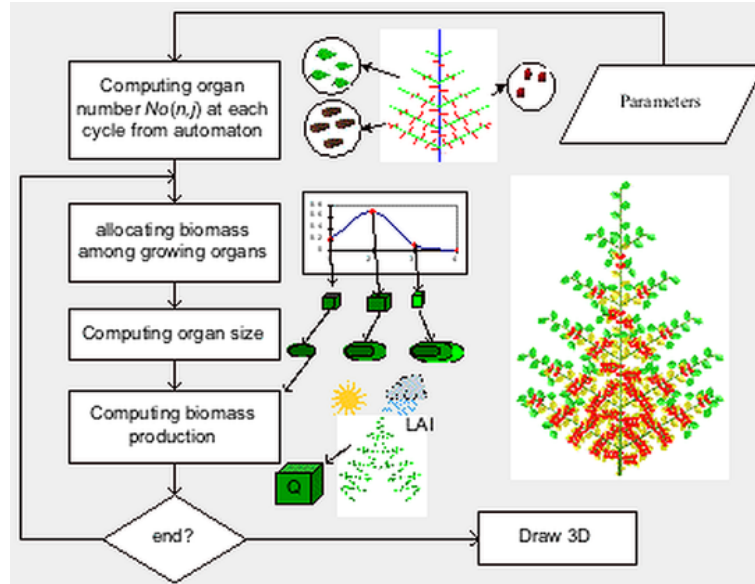 Computing organ
number No(n,j) at each
cycle from automaton
Parameters
allocating biomass
among growing organs
Computing organ size
Computing biomass
production
LAI
Q
end?
Draw 3D